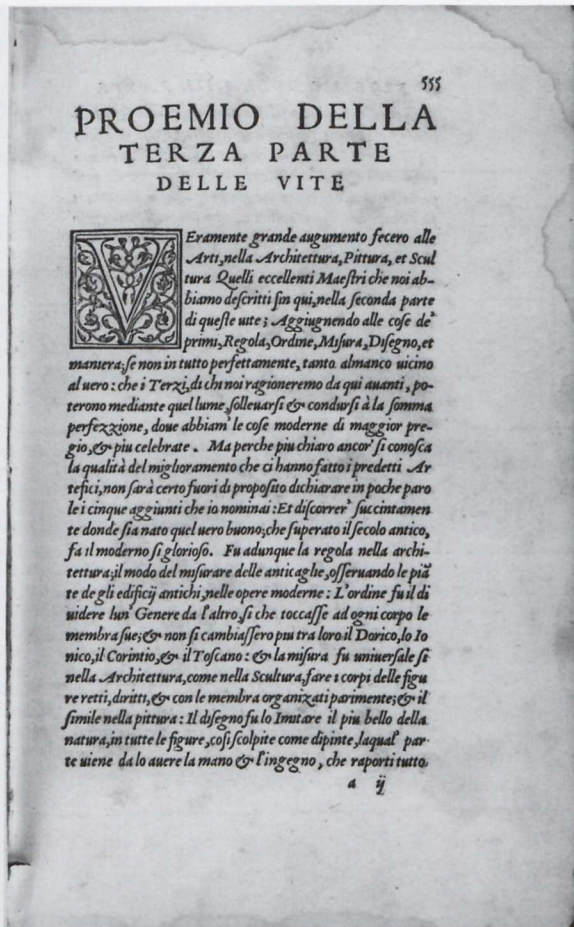 555
PROEMIO DELLA
TERZA PARTE
DELLE VITE
VEramente grande augumento fecero alle
Arti, nella Architettura, Pittura, et Scul
tura Quelli eccellenti Maeſtri che noi ab-
biamo deſcritti ſin qui, nella ſeconda parte
di queſte uite; Aggiugnendo alle coſe de'
primi, Regola, Ordine, Miſura, Diſegno, et
maniera; ſe non in tutto perfettamente, tanto almanco uicino
al uero: che i Terzi, di chi noi ragioneremo da qui auanti, po-
terono mediante quel lume, ſolleuarſi & condurſi à la ſomma
perfezzione, doue abbiam' le coſe moderne di maggior pre-
gio, & piu celebrate. Ma perche piu chiaro ancor' ſi conoſca
la qualità del miglioramento che ci hanno fatto i predetti Ar
tefici, non ſarà certo fuori di propoſito dichiarare in poche paro
le i cinque aggiunti che io nominai: Et diſcorrer' ſuccintamen
te donde ſia nato quel uero buono; che ſuperato il ſecolo antico,
fa il moderno ſi glorioſo. Fu adunque la regola nella archi-
tettura; il modo del miſurare delle anticaglie, oſſeruando le piã
te de gli edificij antichi, nelle opere moderne: L'ordine fu il di
uidere lun' Genere da l'altro, ſi che toccaſſe ad ogni corpo le
membra ſue; & non ſi cambiaſſero piu tra loro il Dorico, lo Io
nico, il Corintio, & il Toſcano: & la miſura fu uniuerſale ſi
nella Architettura, come nella Scultura, fare i corpi delle figu
re retti, diritti, & con le membra organizati parimente; & il
ſimile nella pittura: Il diſegno fu lo Imitare il piu bello della
natura, in tutte le figure, coſi ſcolpite come dipinte, laqual' par-
te uiene da lo auere la mano & l'ingegno, che raporti tutto
a ij